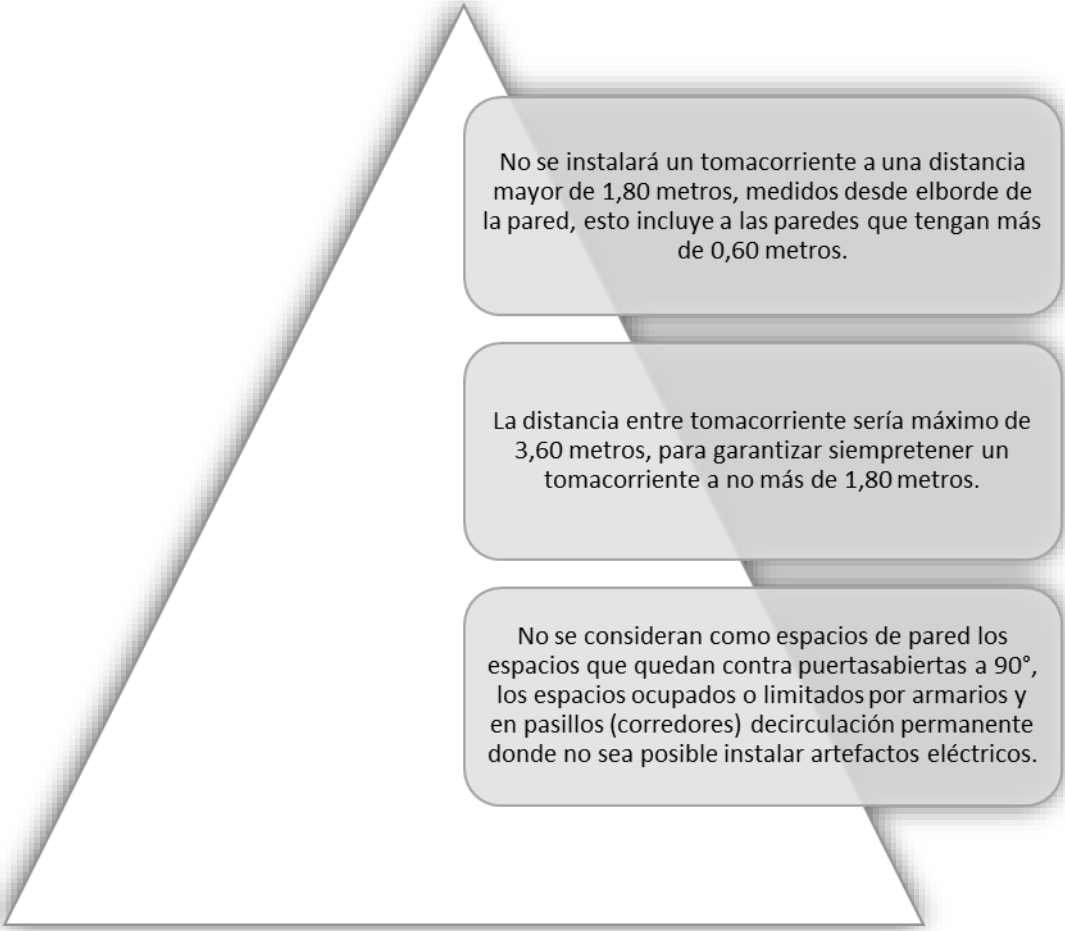 No se instalará un tomacorriente a una distancia
mayor de 1,80 metros, medidos desde elborde de
la pared, esto incluye a las paredes que tengan más
de 0,60 metros.
La distancia entre tomacorriente sería máximo de
3,60 metros, para garantizar siempretener un
tomacorriente a no más de 1,80 metros.
No se consideran como espacios de pared los
espacios que quedan contra puertasabiertas a 90°,
los espacios ocupados o limitados por armarios y
en pasillos (corredores) decirculación permanente
donde no sea posible instalar artefactos eléctricos.